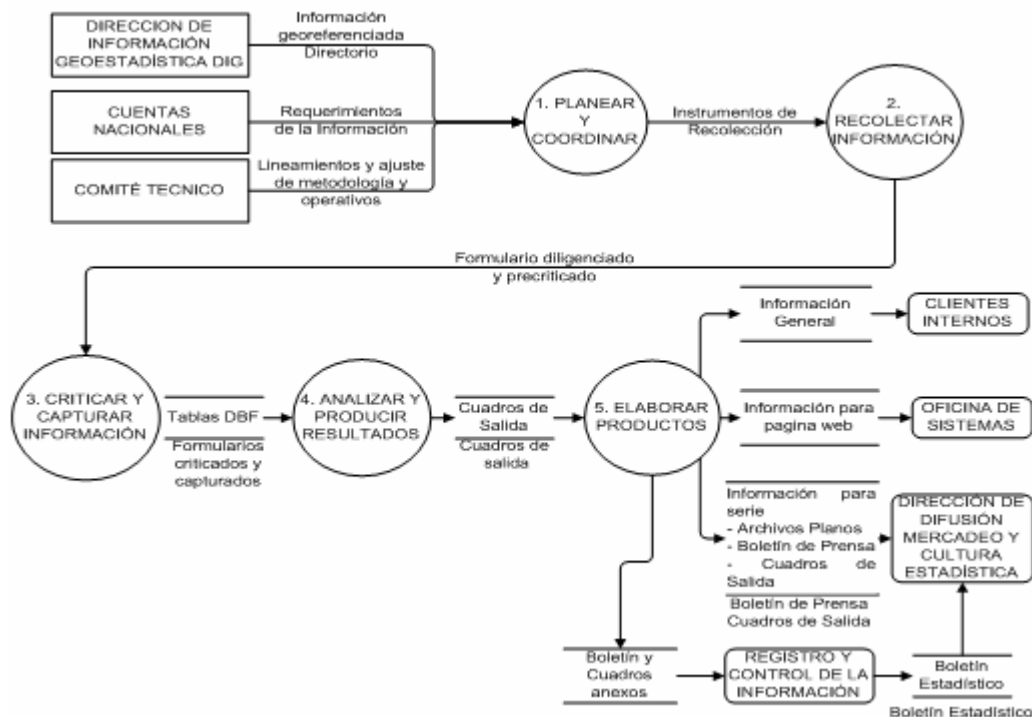 DIRECCION DE
INFORMACIÓN
GEOESTADÍSTICA DIG
Información
georeferenciada
Directorio
CUENTAS
NACIONALES
Requerimientos
de la Información
COMITÉ TECNICO
Lineamientos y ajuste
de metodología y
operativos
1. PLANEAR
Y
COORDINAR
Instrumentos de
Recolección
2.
RECOLECTAR
INFORMACIÓN
Formulario diligenciado
y precriticado
3. CRITICAR Y
CAPTURAR
INFORMACIÓN
Tablas DBF
Formularios
criticados y
capturados
4. ANALIZAR Y
PRODUCIR
RESULTADOS
Cuadros de
Salida
Cuadros de
salida
5. ELABORAR
PRODUCTOS
Información
General
CLIENTES
INTERNOS
Información para
pagina web
OFICINA DE
SISTEMAS
Información para
serie
- Archivos Planos
- Boletín de Prensa
- Cuadros de
Salida
Boletín de Prensa
Cuadros de Salida
DIRECCIÓN DE
DIFUSIÓN
MERCADEO Y
CULTURA
ESTADÍSTICA
Boletín y
Cuadros
anexos
REGISTRO Y
CONTROL DE LA
INFORMACIÓN
Boletín
Estadístico
Boletín Estadístico